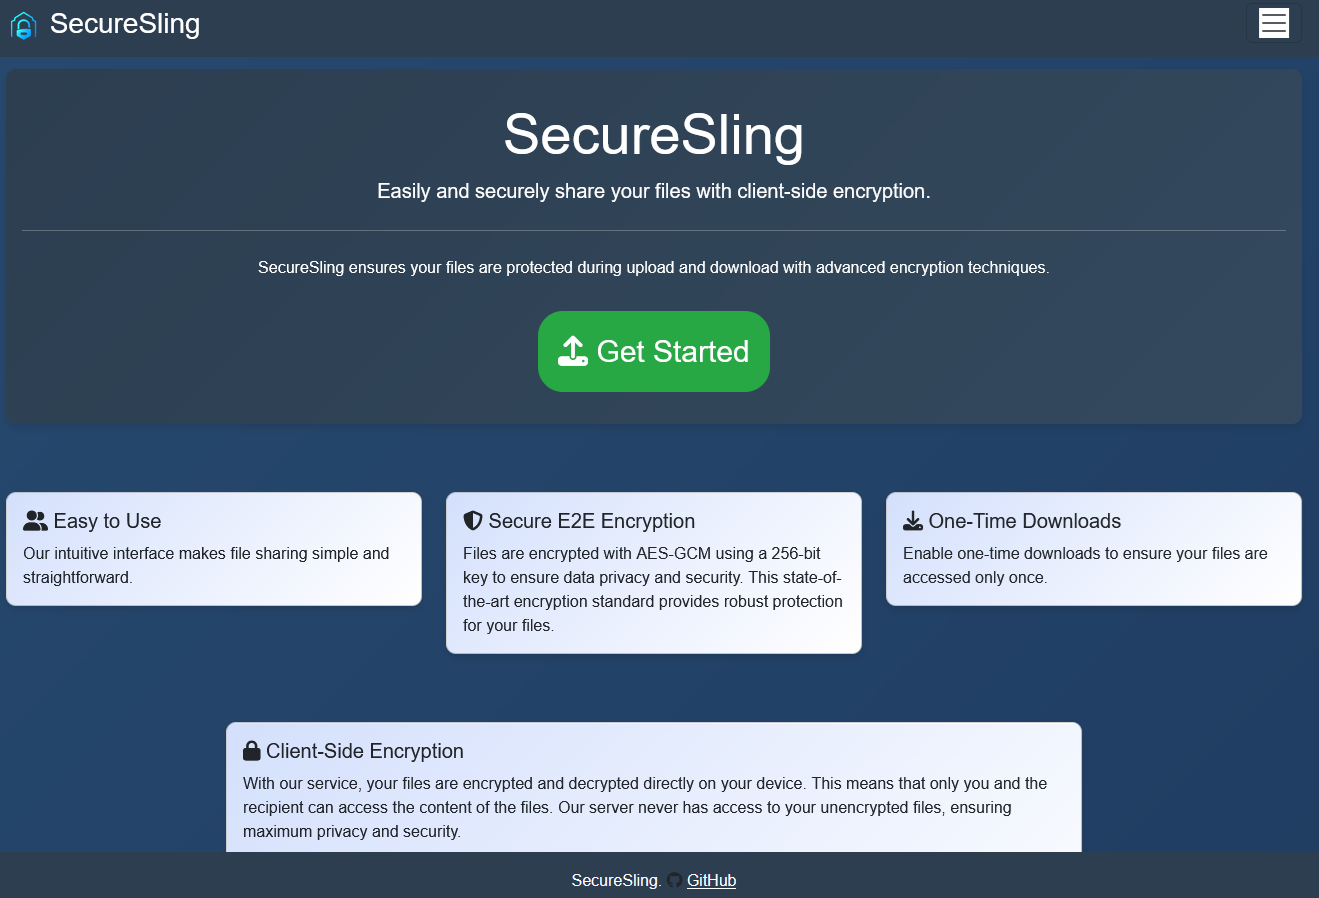 SecureSling
SecureSling
Easily and securely share your files with client-side encryption.
SecureSling ensures your files are protected during upload and download with advanced encryption techniques.
Get Started
Easy to Use
Our intuitive interface makes file sharing simple and
straightforward.
Secure E2E Encryption
Files are encrypted with AES-GCM using a 256-bit
key to ensure data privacy and security. This state-of-
the-art encryption standard provides robust protection
for your files.
One-Time Downloads
Enable one-time downloads to ensure your files are
accessed only once.
Client-Side Encryption
With our service, your files are encrypted and decrypted directly on your device. This means that only you and the
recipient can access the content of the files. Our server never has access to your unencrypted files, ensuring
maximum privacy and security.
SecureSling. GitHub